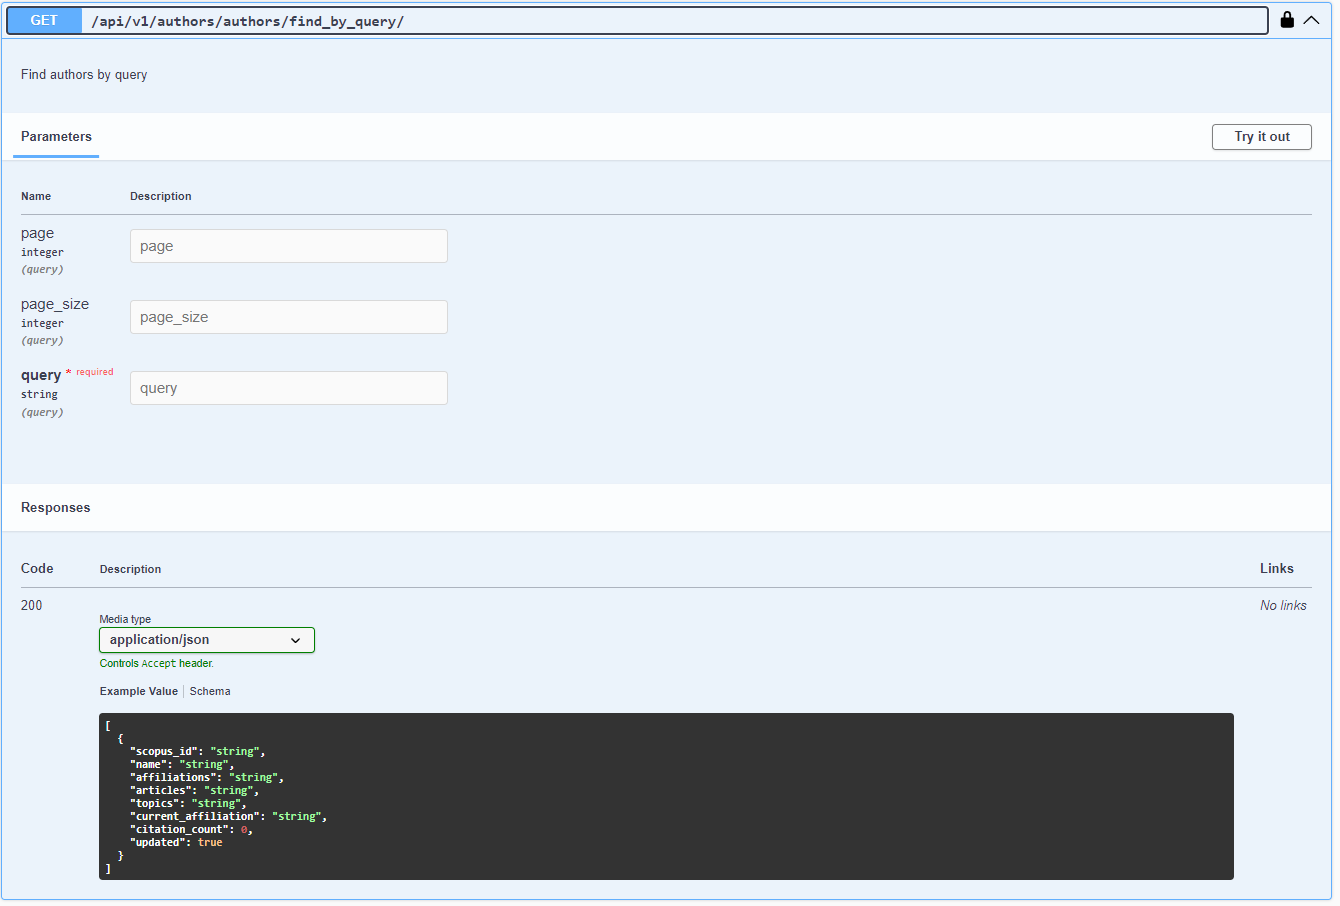 GET /api/v1/authors/authors/find_by_query/
Find authors by query
Parameters Try it out
Name Description
page
integer
(query)
page
page_size
integer
(query)
page_size
query * required
string
(query)
query
Responses
Code Description Links
200 No links
Media type
application/json
Controls Accept header.
Example Value Schema
[
{
"scopus_id": "string",
"name": "string",
"affiliations": "string",
"articles": "string",
"topics": "string",
"current_affiliation": "string",
"citation_count": 0,
"updated": true
}
]